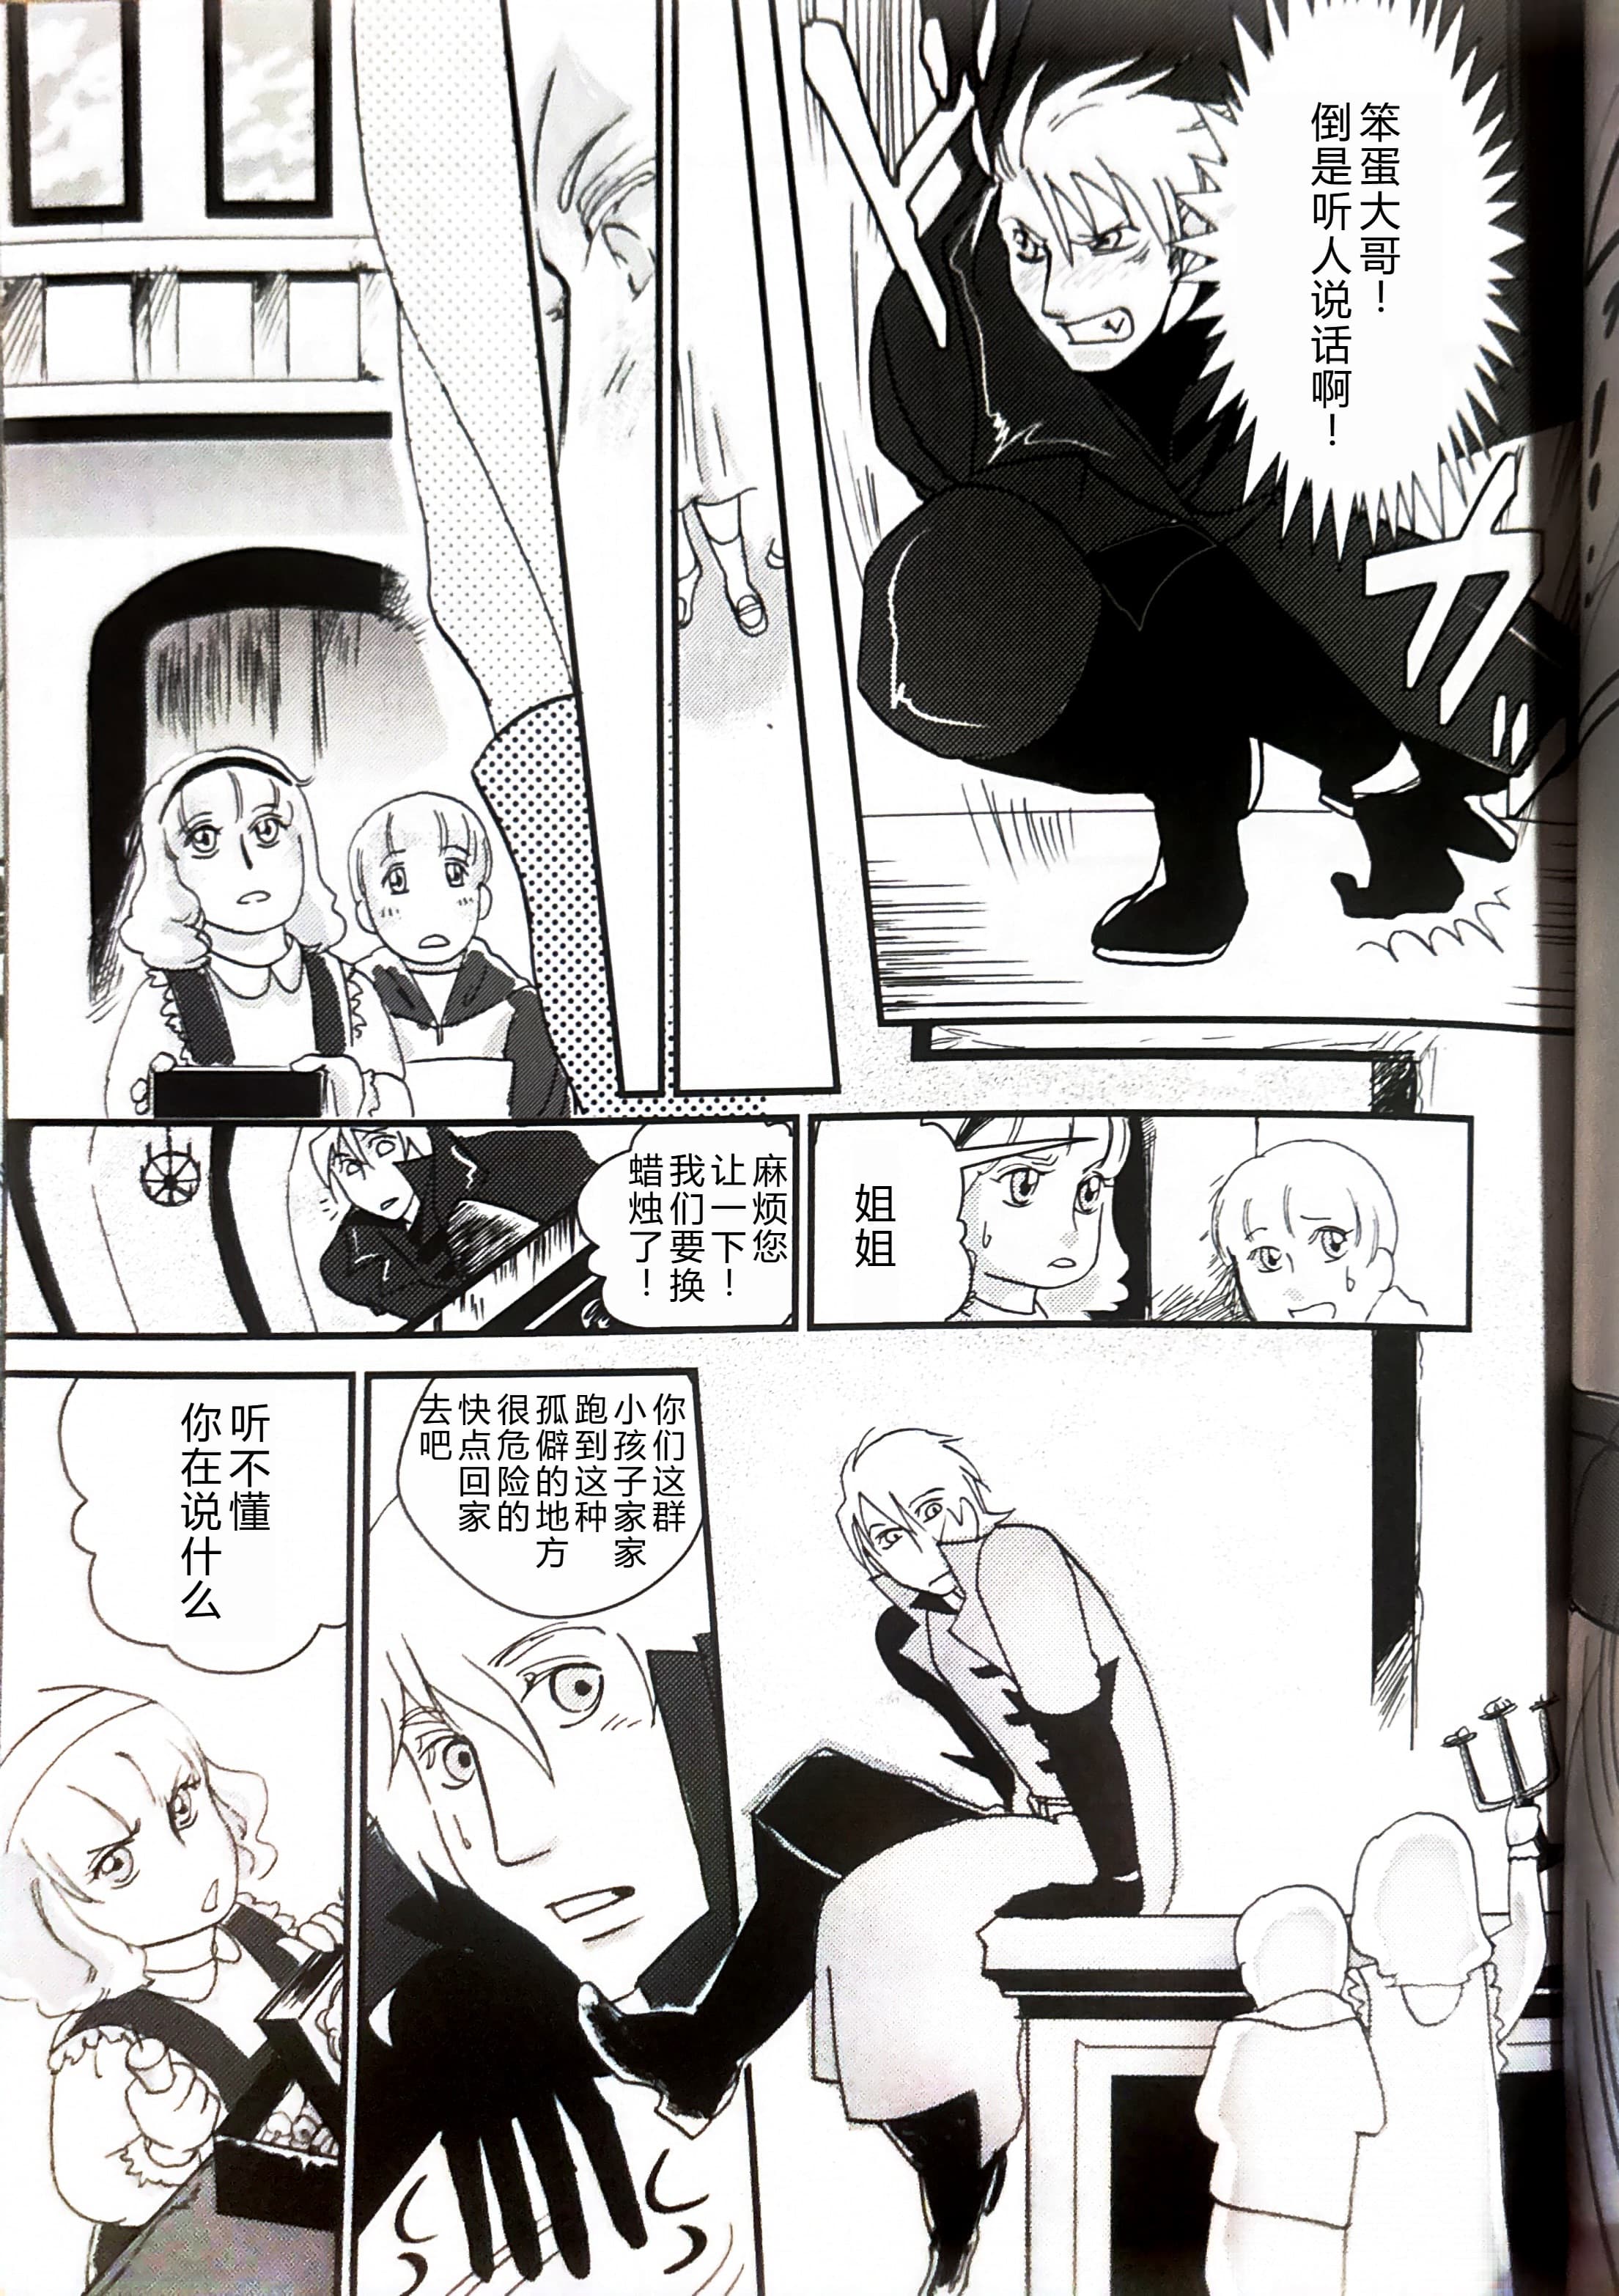 笨蛋大哥！
倒是听人说话啊！
ガッ
姐姐
麻烦您
让一下！
我们要换
蜡烛了！
你们这群
小孩子家家
跑到这种
孤僻的地方
很危险的
快点回家
去吧
听不懂
你在说什么